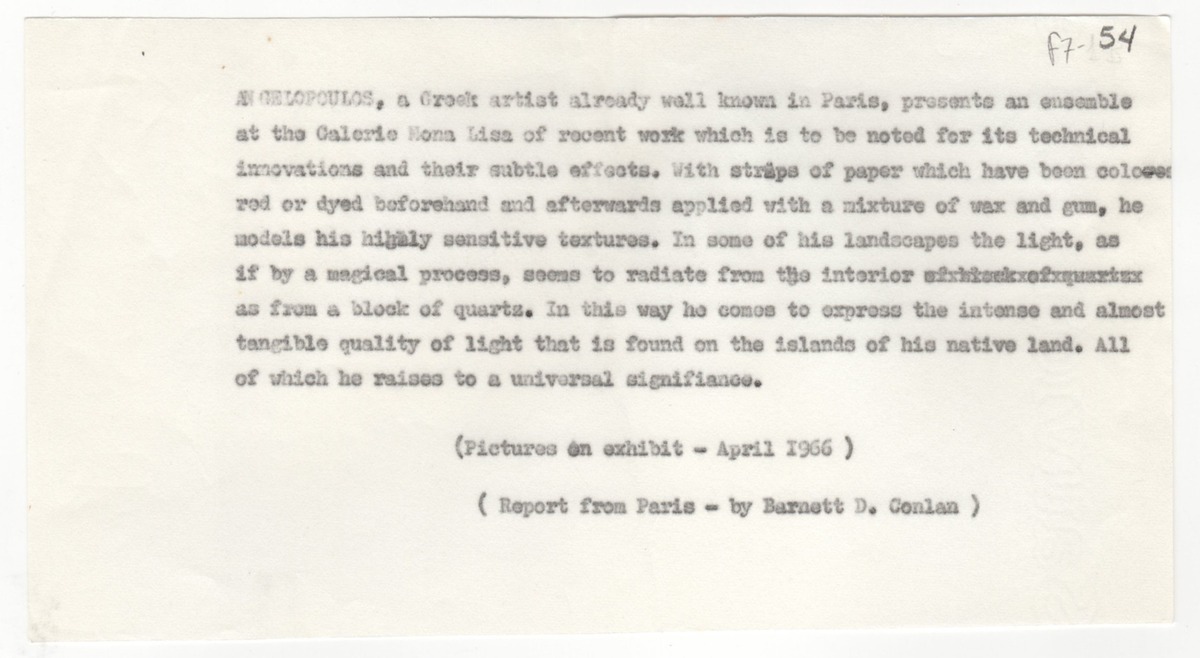 F7- 54
ANGELOPOULOS, a Greek artist already well known in Paris, presents an ensemble
at the Galerie Mona Lisa of recent work which is to be noted for its technical
innovations and their subtle effects. With straps of paper which have been colo
red or dyed beforehand and afterwards applied with a mixture of wax and gum, he
models his highly sensitive textures. In some of his landscapes the light, as
if by a magical process, seems to radiate from the interior
as from a block of quartz. In this way he comes to express the intense and almost
tangible quality of light that is found on the islands of his native land. All
of which he raises to a universal signifiance.
(Pictures on exhibit - April I966 )
( Report from Paris - by Barnett D. Conlan )